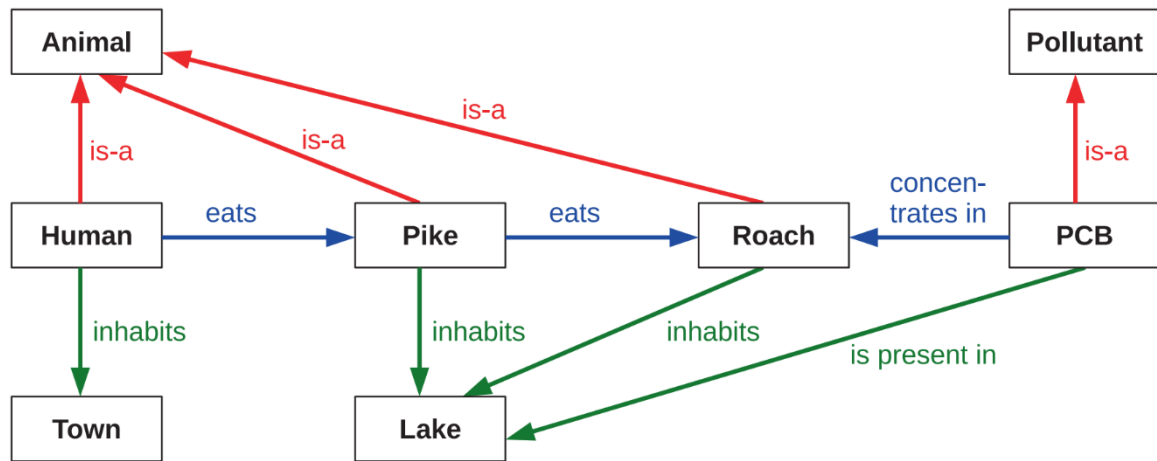 Animal
Pollutant
is-a
is-a
is-a
is-a
concen-
trates in
eats
eats
Human
Pike
Roach
PCB
inhabits
inhabits
inhabits
is present in
Town
Lake